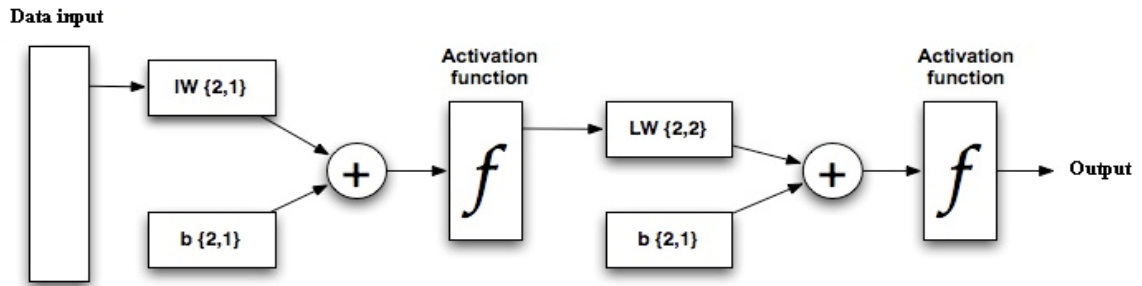 Data input
IW {2,1}
b {2,1}
+
Activation
function
f
LW {2,2}
b {2,1}
+
Activation
function
f
Output